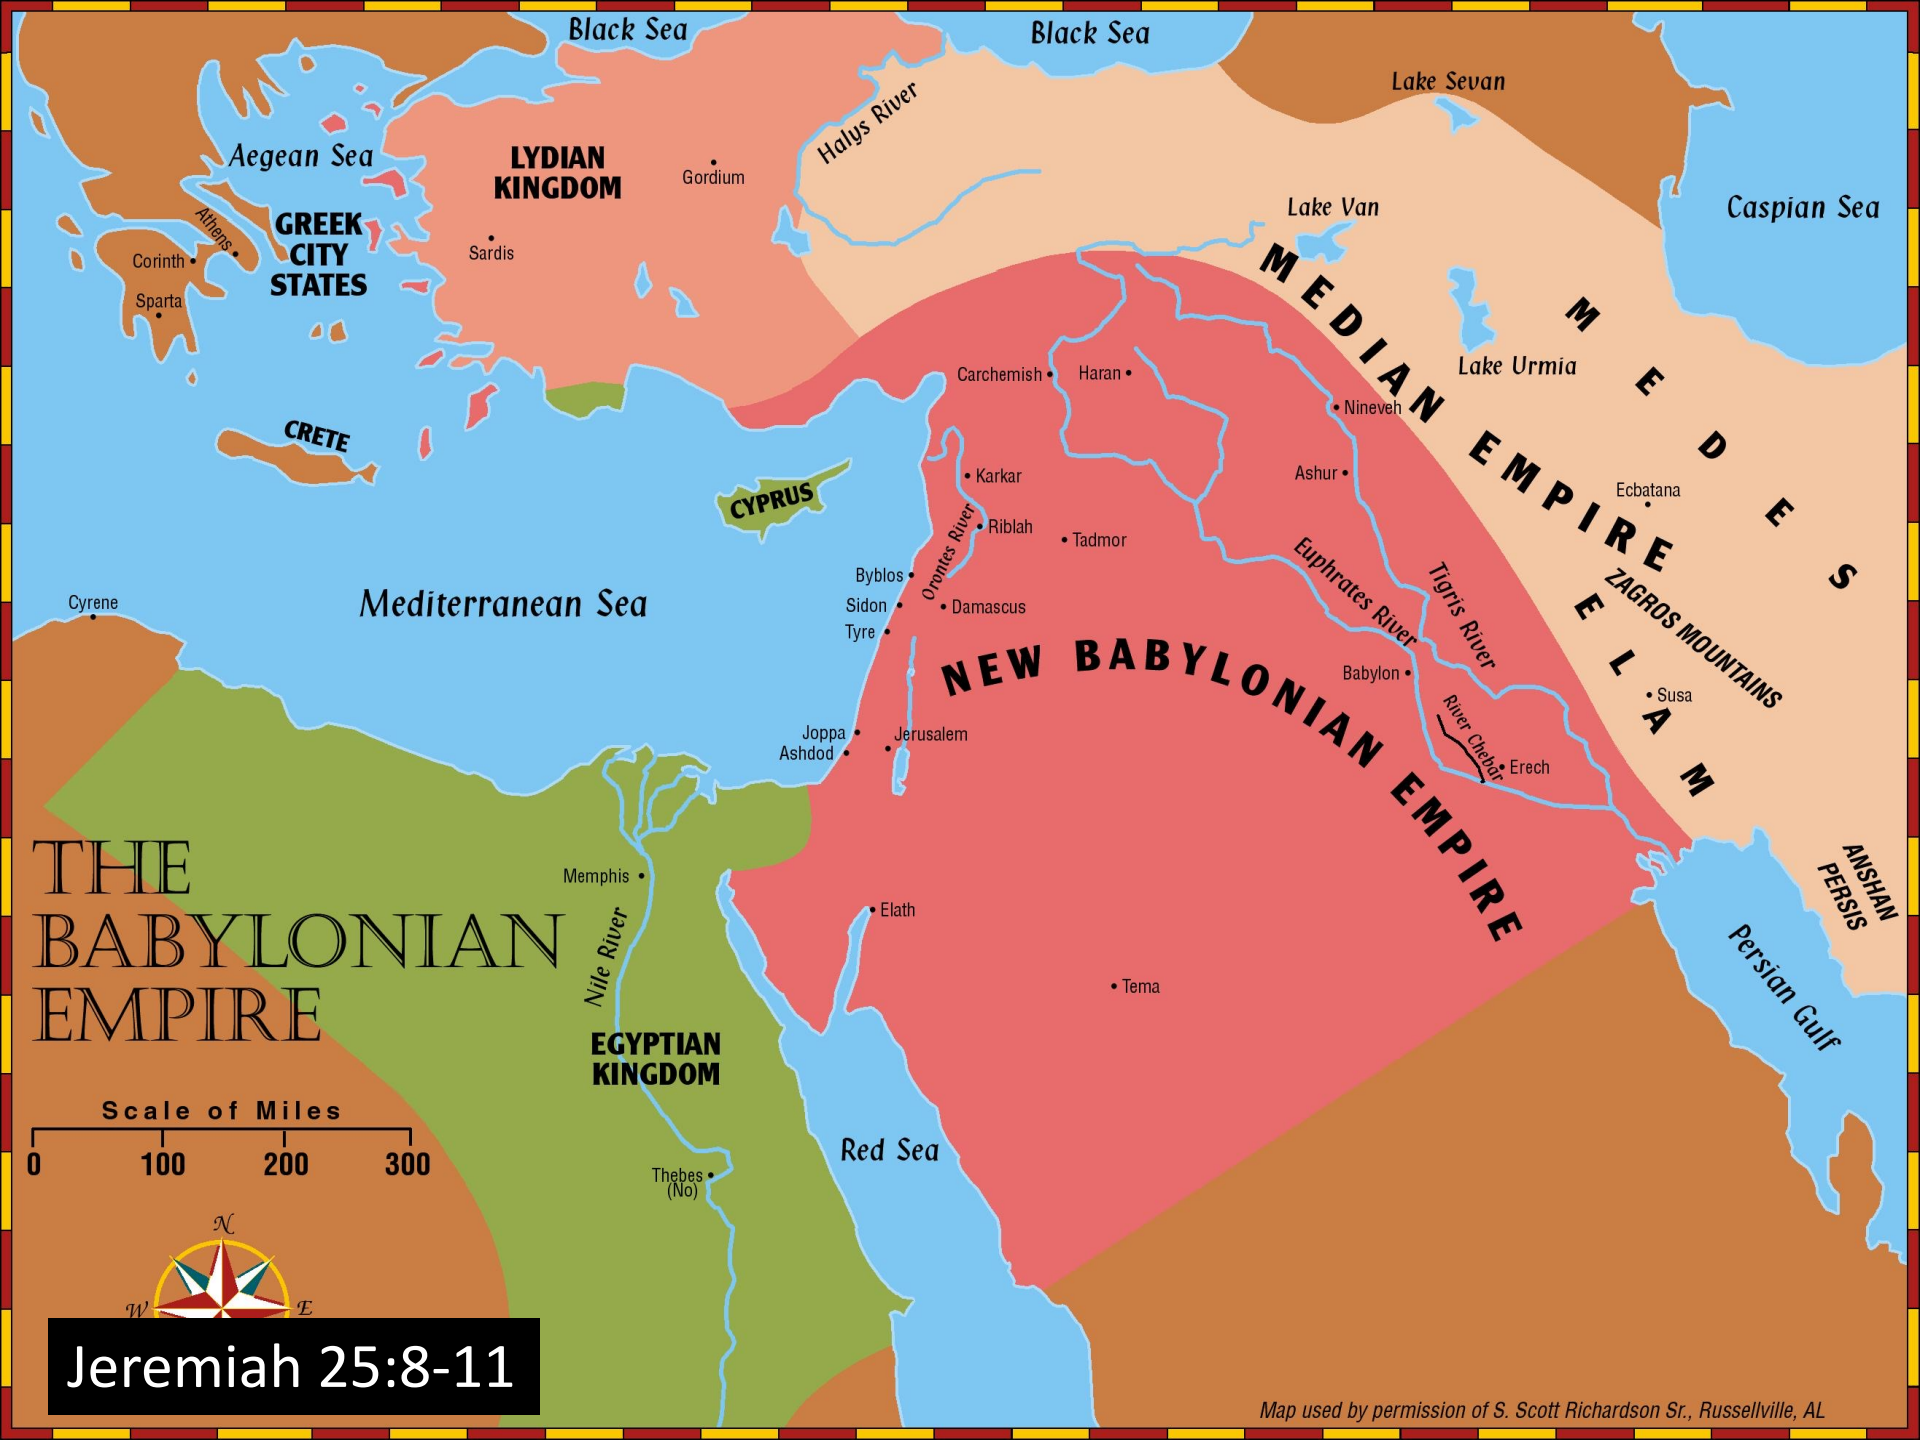 Black Sea
Black Sea
Lake Sevan
Halys River
Aegean Sea
LYDIAN
KINGDOM
Gordium
Caspian Sea
Lake Van
Athens
GREEK
CITY
STATES
Corinth
Sardis
Sparta
MEDIAN EMPIRE
MEDES
Lake Urmia
Carchemish
Haran
Nineveh
CRETE
Karkar
Ashur
Ecbatana
CYPRUS
Riblah
Tadmor
Orontes River
Euphrates River
Tigris River
Byblos
Cyrene
Mediterranean Sea
Sidon
Damascus
Tyre
ZAGROS MOUNTAINS
ELAM
NEW BABYLONIAN EMPIRE
Babylon
Susa
River Chebar
Joppa
Jerusalem
Ashdod
Erech
THE
BABYLONIAN
EMPIRE
Memphis
ANSHAN
PERSIS
Elath
Nile River
Persian Gulf
Tema
EGYPTIAN
KINGDOM
Scale of Miles
0 100 200 300
Red Sea
Thebes
(No)
N
W E
Jeremiah 25:8-11
Map used by permission of S. Scott Richardson Sr., Russellville, AL